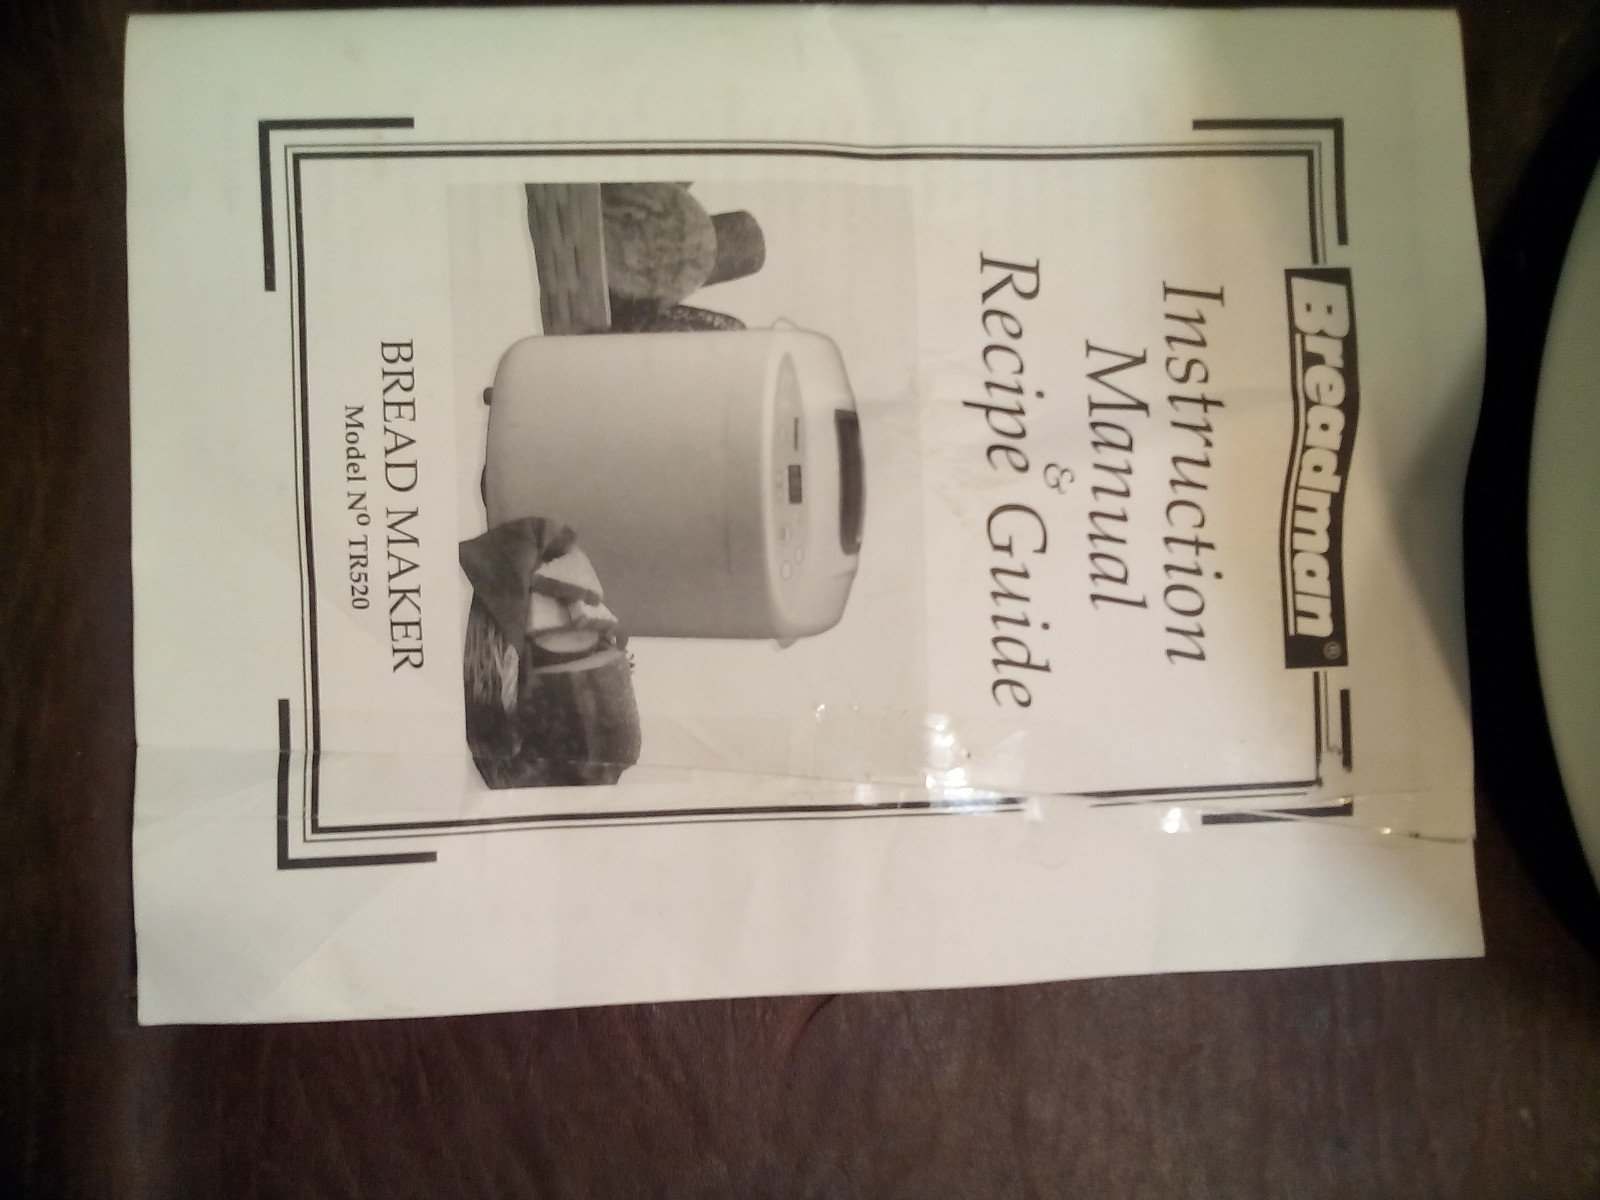 Breadman®
Instruction
Manual
&
Recipe Guide
BREAD MAKER
Model Nº TR520